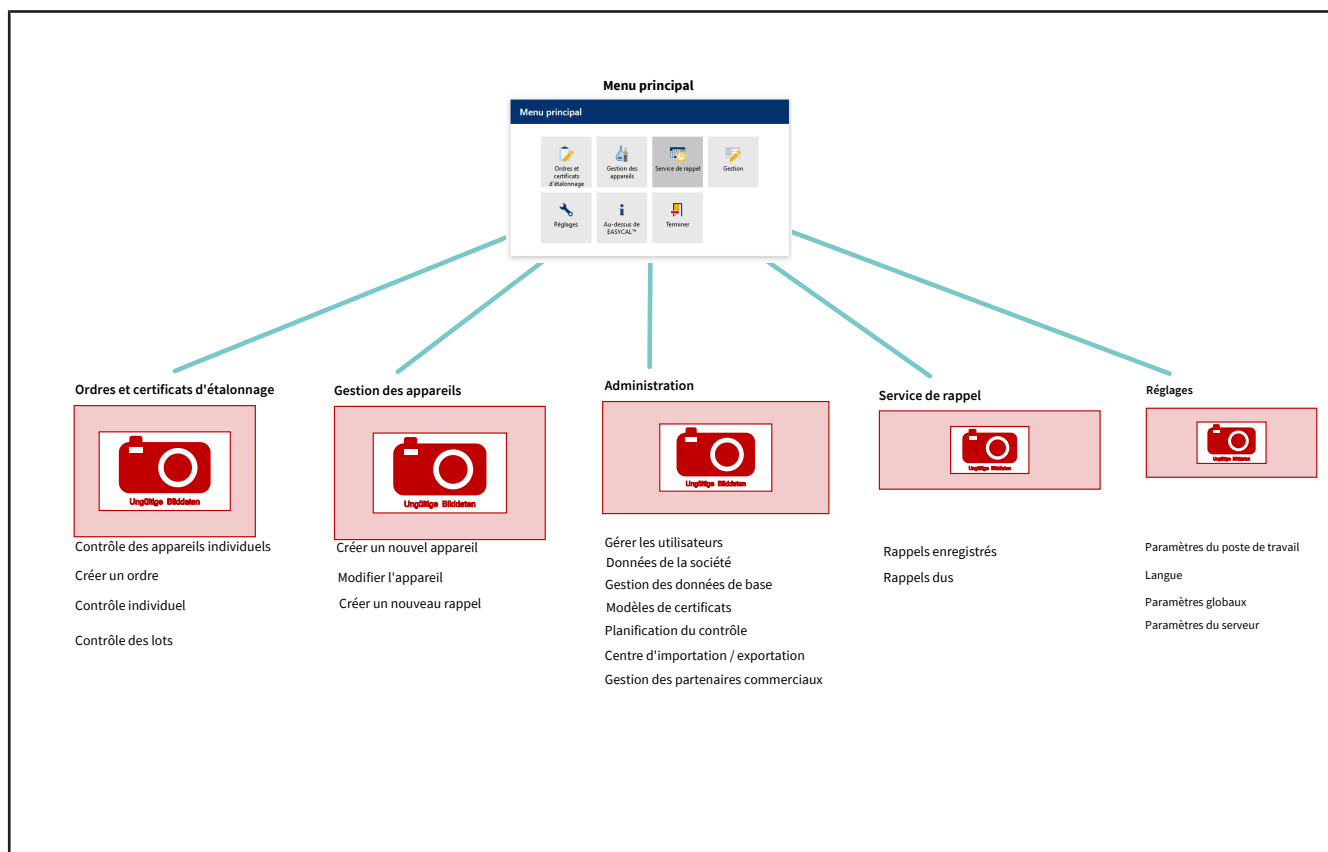 Menu principal
Menu principal
Ordres et
certificats
d'étalonnage
Gestion des
appareils
Service de rappel
Gestion
Réglages
Au-dessus de
EASYCAL™
Terminer
Ordres et certificats d'étalonnage
Ungültige Bilddaten
Contrôle des appareils individuels
Créer un ordre
Contrôle individuel
Contrôle des lots
Gestion des appareils
Ungültige Bilddaten
Créer un nouvel appareil
Modifier l'appareil
Créer un nouveau rappel
Administration
Ungültige Bilddaten
Gérer les utilisateurs
Données de la société
Gestion des données de base
Modèles de certificats
Planification du contrôle
Centre d'importation / exportation
Gestion des partenaires commerciaux
Service de rappel
Ungültige Bilddaten
Rappels enregistrés
Rappels dus
Réglages
Ungültige Bilddaten
Paramètres du poste de travail
Langue
Paramètres globaux
Paramètres du serveur